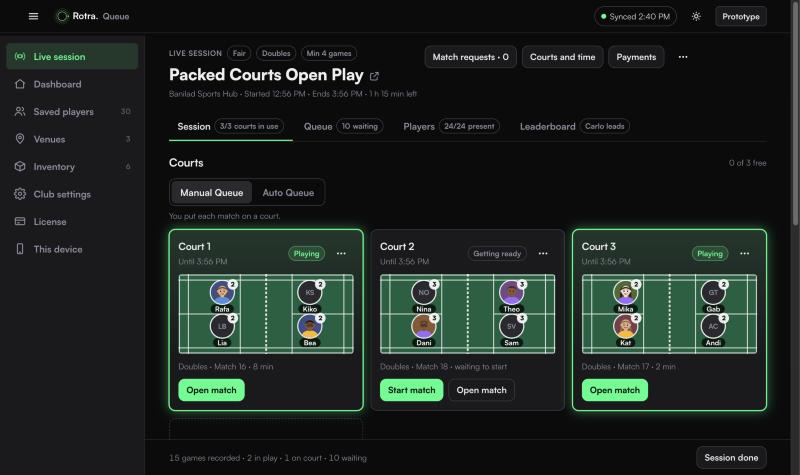 Rotra. Queue
Synced 2:40 PM
Prototype
Live session
Dashboard
Saved players 30
Venues 3
Inventory 6
Club settings
License
This device
LIVE SESSION Fair Doubles Min 4 games
Packed Courts Open Play
Banilad Sports Hub · Started 12:56 PM · Ends 3:56 PM · 1 h 15 min left
Match requests · 0 Courts and time Payments
Session 3/3 courts in use Queue 10 waiting Players 24/24 present Leaderboard Carlo leads
Courts 0 of 3 free
Manual Queue Auto Queue
You put each match on a court.
Court 1
Until 3:56 PM
Playing
2 KS 2
Rafa Kiko
LB 2 2
Lia Bea
Doubles · Match 16 · 8 min
Open match
Court 2
Until 3:56 PM
Getting ready
NO 3 3
Nina Theo
3 SV 3
Dani Sam
Doubles · Match 18 · waiting to start
Start match Open match
Court 3
Until 3:56 PM
Playing
2 GT 2
Mika Gab
2 AC 2
Kat Andi
Doubles · Match 17 · 2 min
Open match
15 games recorded · 2 in play · 1 on court · 10 waiting
Session done